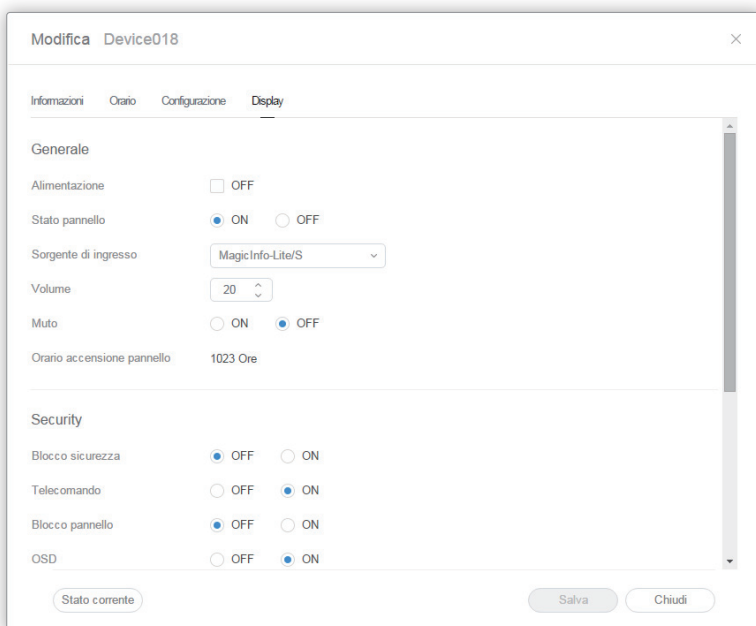 Modifica Device018
Informazioni Orario Configurazione Display
Generale
Alimentazione OFF
Stato pannello ON OFF
Sorgente di ingresso MagicInfo-Lite/S
Volume 20
Muto ON OFF
Orario accensione pannello 1023 Ore
Security
Blocco sicurezza OFF ON
Telecomando OFF ON
Blocco pannello OFF ON
OSD OFF ON
Stato corrente Salva Chiudi